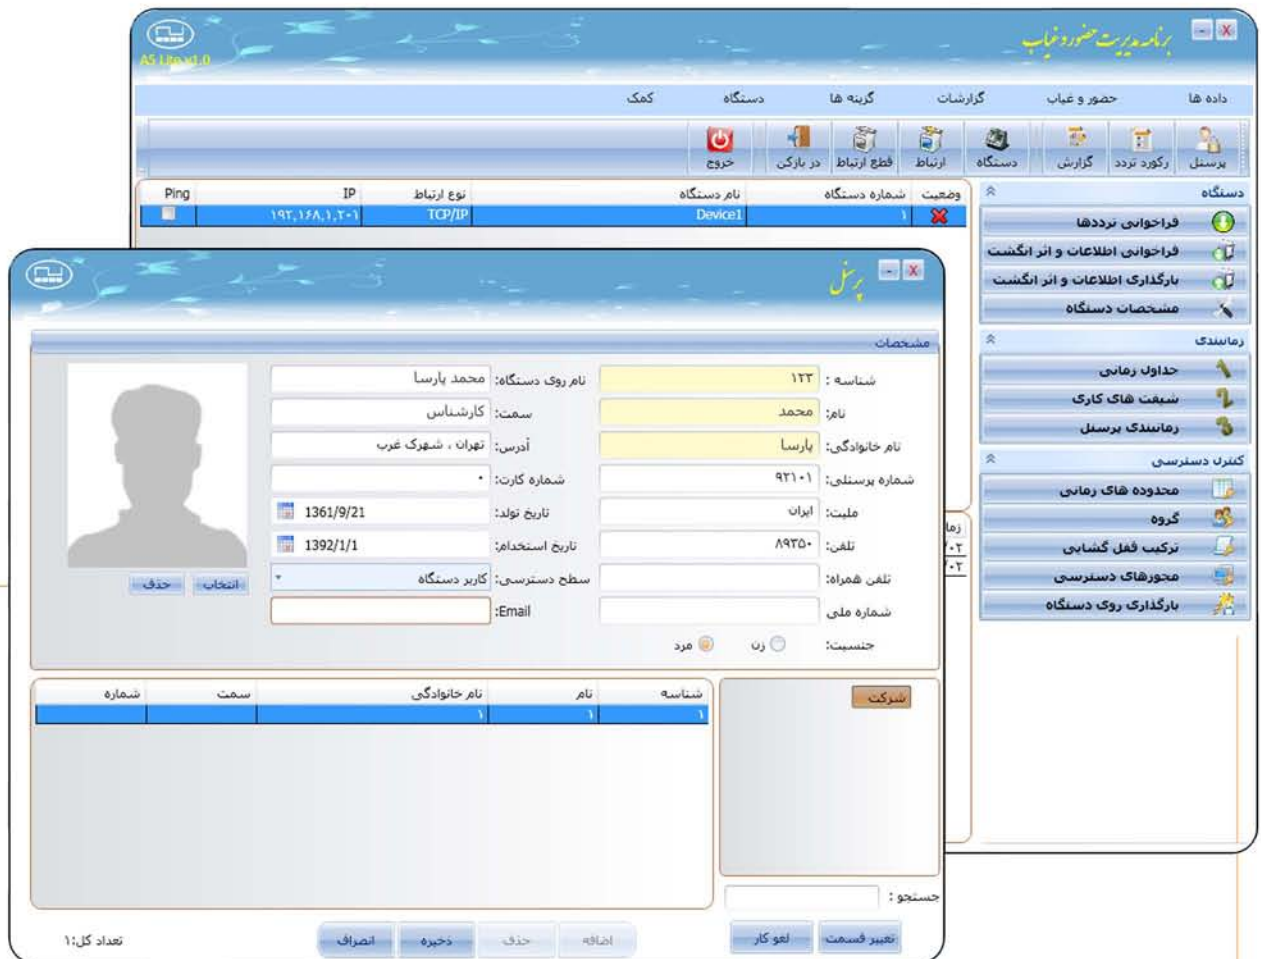 برنامه مدیریت حضور و غیاب
A5 Lite v1.0
داده ها حضور و غیاب گزارشات گزینه ها دستگاه کمک
پرسنل رکورد تردد گزارش دستگاه ارتباط قطع ارتباط در بازکن خروج
دستگاه
فراخوانی ترددها
فراخوانی اطلاعات و اثر انگشت
بارگذاری اطلاعات و اثر انگشت
مشخصات دستگاه
زمانبندی
جداول زمانی
شیفت های کاری
زمانبندی پرسنل
کنترل دسترسی
محدوده های زمانی
گروه
ترکیب قفل گشایی
مجوزهای دسترسی
بارگذاری روی دستگاه
وضعیت شماره دستگاه نام دستگاه نوع ارتباط IP Ping
۱ Device1 TCP/IP ۱۹۲,۱۶۸,۱,۲۰۱
پرسنل
مشخصات
شناسه : ۱۲۳ نام روی دستگاه: محمد پارسا
نام: محمد سمت: کارشناس
نام خانوادگی: پارسا آدرس: تهران ، شهرک غرب
شماره پرسنلی: ۹۲۱۰۱ شماره کارت: ۰
ملیت: ایران تاریخ تولد: 1361/9/21
تلفن: ۸۹۳۵۰ تاریخ استخدام: 1392/1/1
تلفن همراه: سطح دسترسی: کاربر دستگاه
شماره ملی Email:
جنسیت: زن مرد
انتخاب حذف
شرکت
شناسه نام نام خانوادگی سمت شماره
۱ ۱ ۱
جستجو :
تغییر قسمت لغو کار اضافه حذف ذخیره انصراف تعداد کل:۱